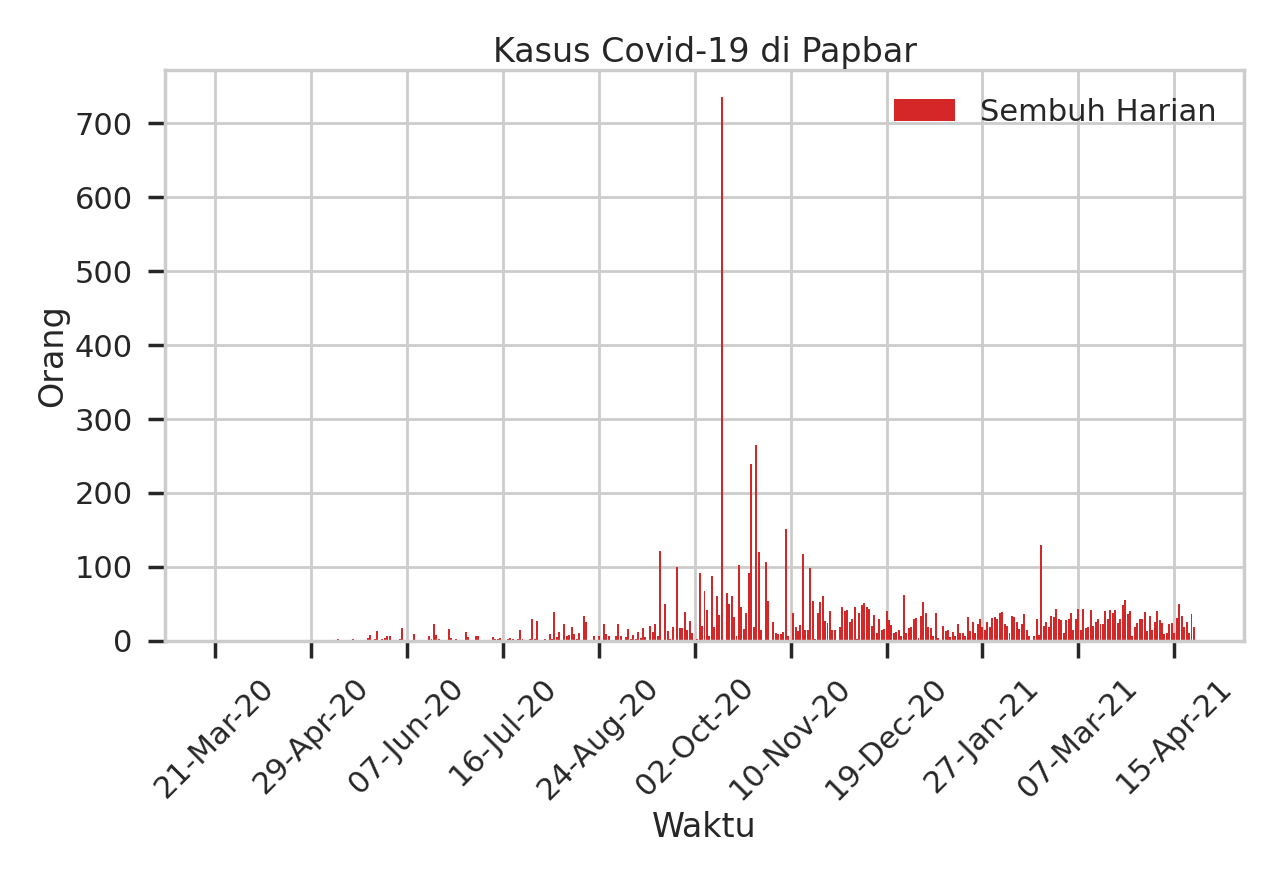 Kasus Covid-19 di Papbar
Sembuh Harian
700
600
500
400
300
200
100
0
Orang
21-Mar-20
29-Apr-20
07-Jun-20
16-Jul-20
24-Aug-20
02-Oct-20
10-Nov-20
19-Dec-20
27-Jan-21
07-Mar-21
15-Apr-21
Waktu